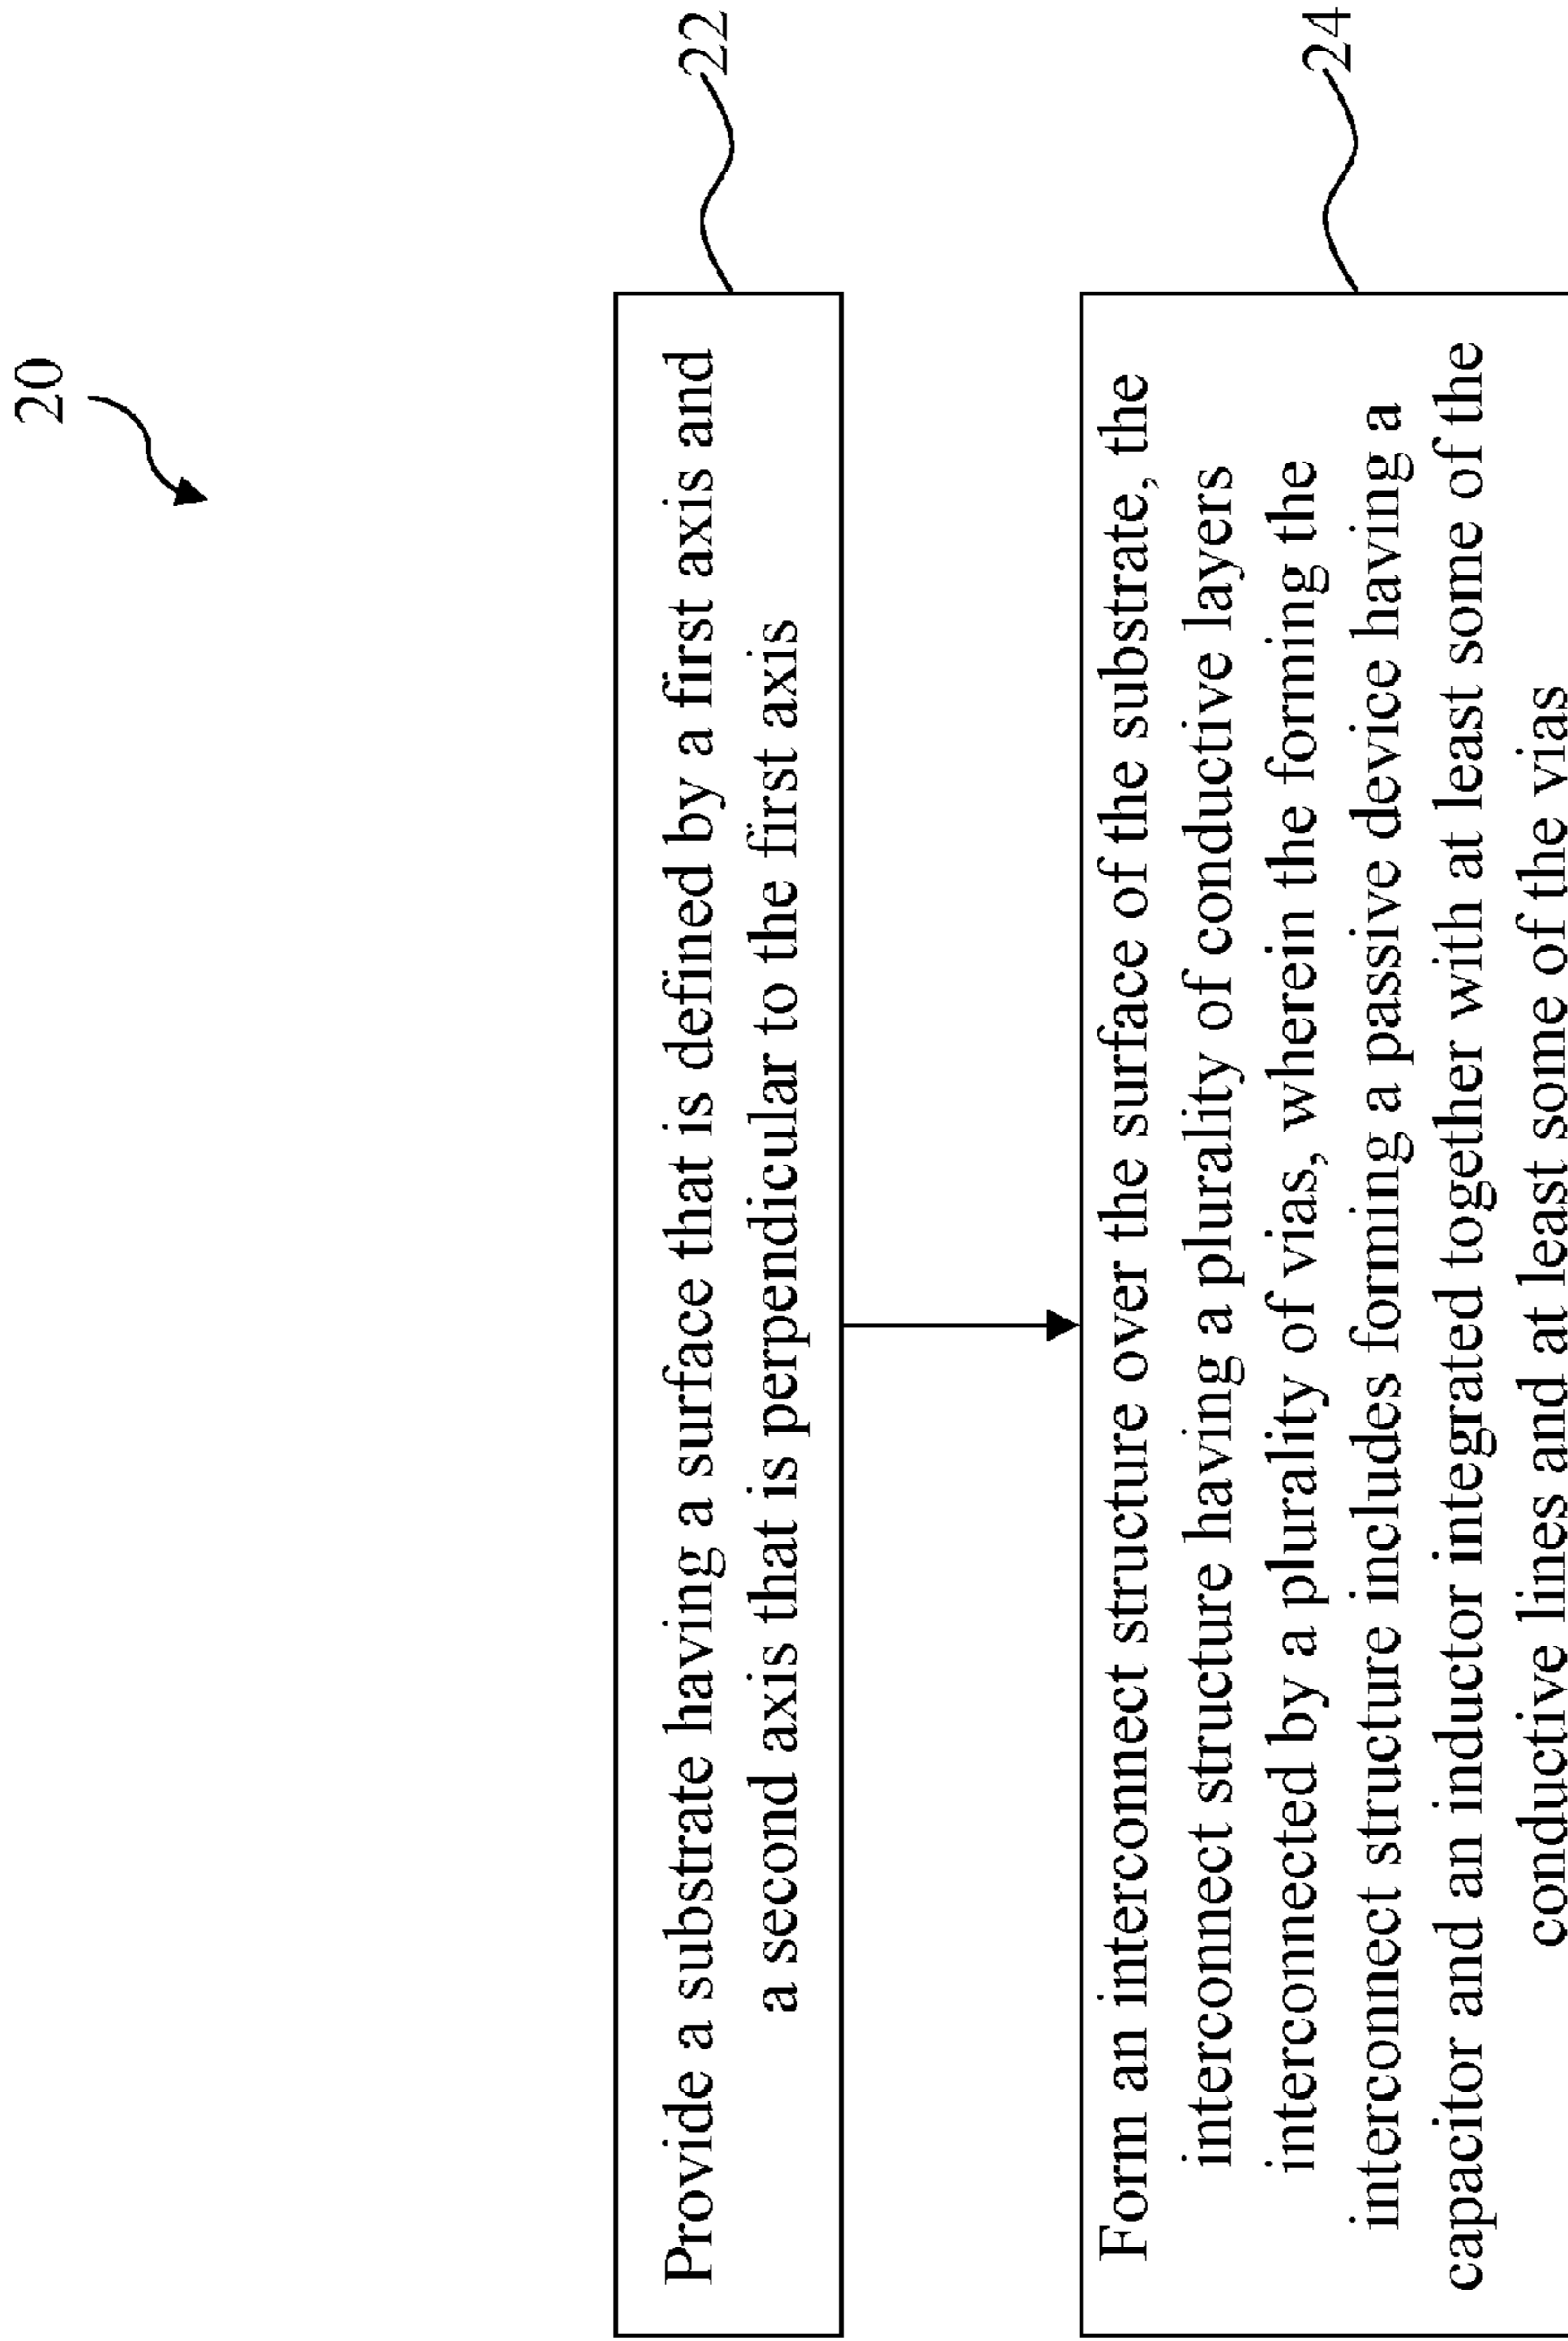 20
Provide a substrate having a surface that is defined by a first axis and
a second axis that is perpendicular to the first axis
22
Form an interconnect structure over the surface of the substrate, the
interconnect structure having a plurality of conductive layers
interconnected by a plurality of vias, wherein the forming the
interconnect structure includes forming a passive device having a
capacitor and an inductor integrated together with at least some of the
conductive lines and at least some of the vias
24